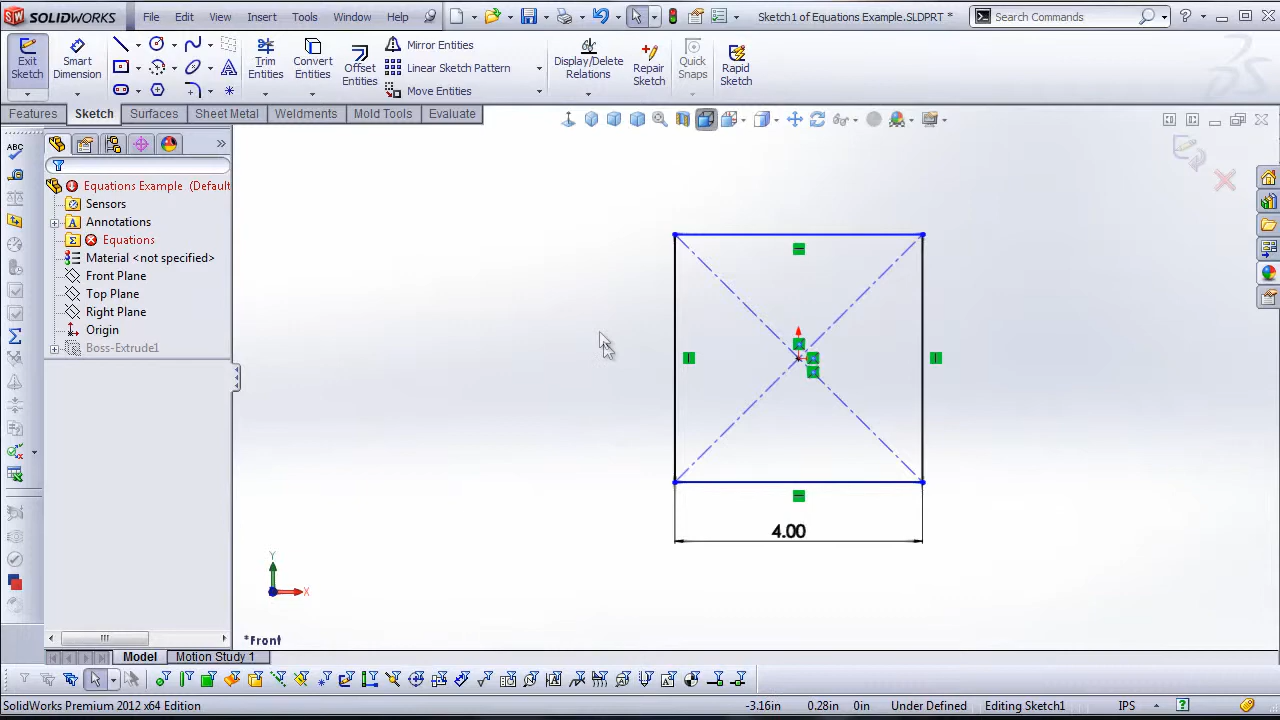 SOLIDWORKS File Edit View Insert Tools Window Help Sketch1 of Equations Example.SLDPRT * Search Commands
Exit Sketch
Smart Dimension
Trim Entities
Convert Entities
Offset Entities
Mirror Entities
Linear Sketch Pattern
Move Entities
Display/Delete Relations
Repair Sketch
Quick Snaps
Rapid Sketch
Features Sketch Surfaces Sheet Metal Weldments Mold Tools Evaluate
Equations Example (Default
Sensors
Annotations
Equations
Material <not specified>
Front Plane
Top Plane
Right Plane
Origin
Boss-Extrude1
ABC
4.00
Y
X
*Front
Model Motion Study 1
SolidWorks Premium 2012 x64 Edition -3.16in 0.28in 0in Under Defined Editing Sketch1 IPS